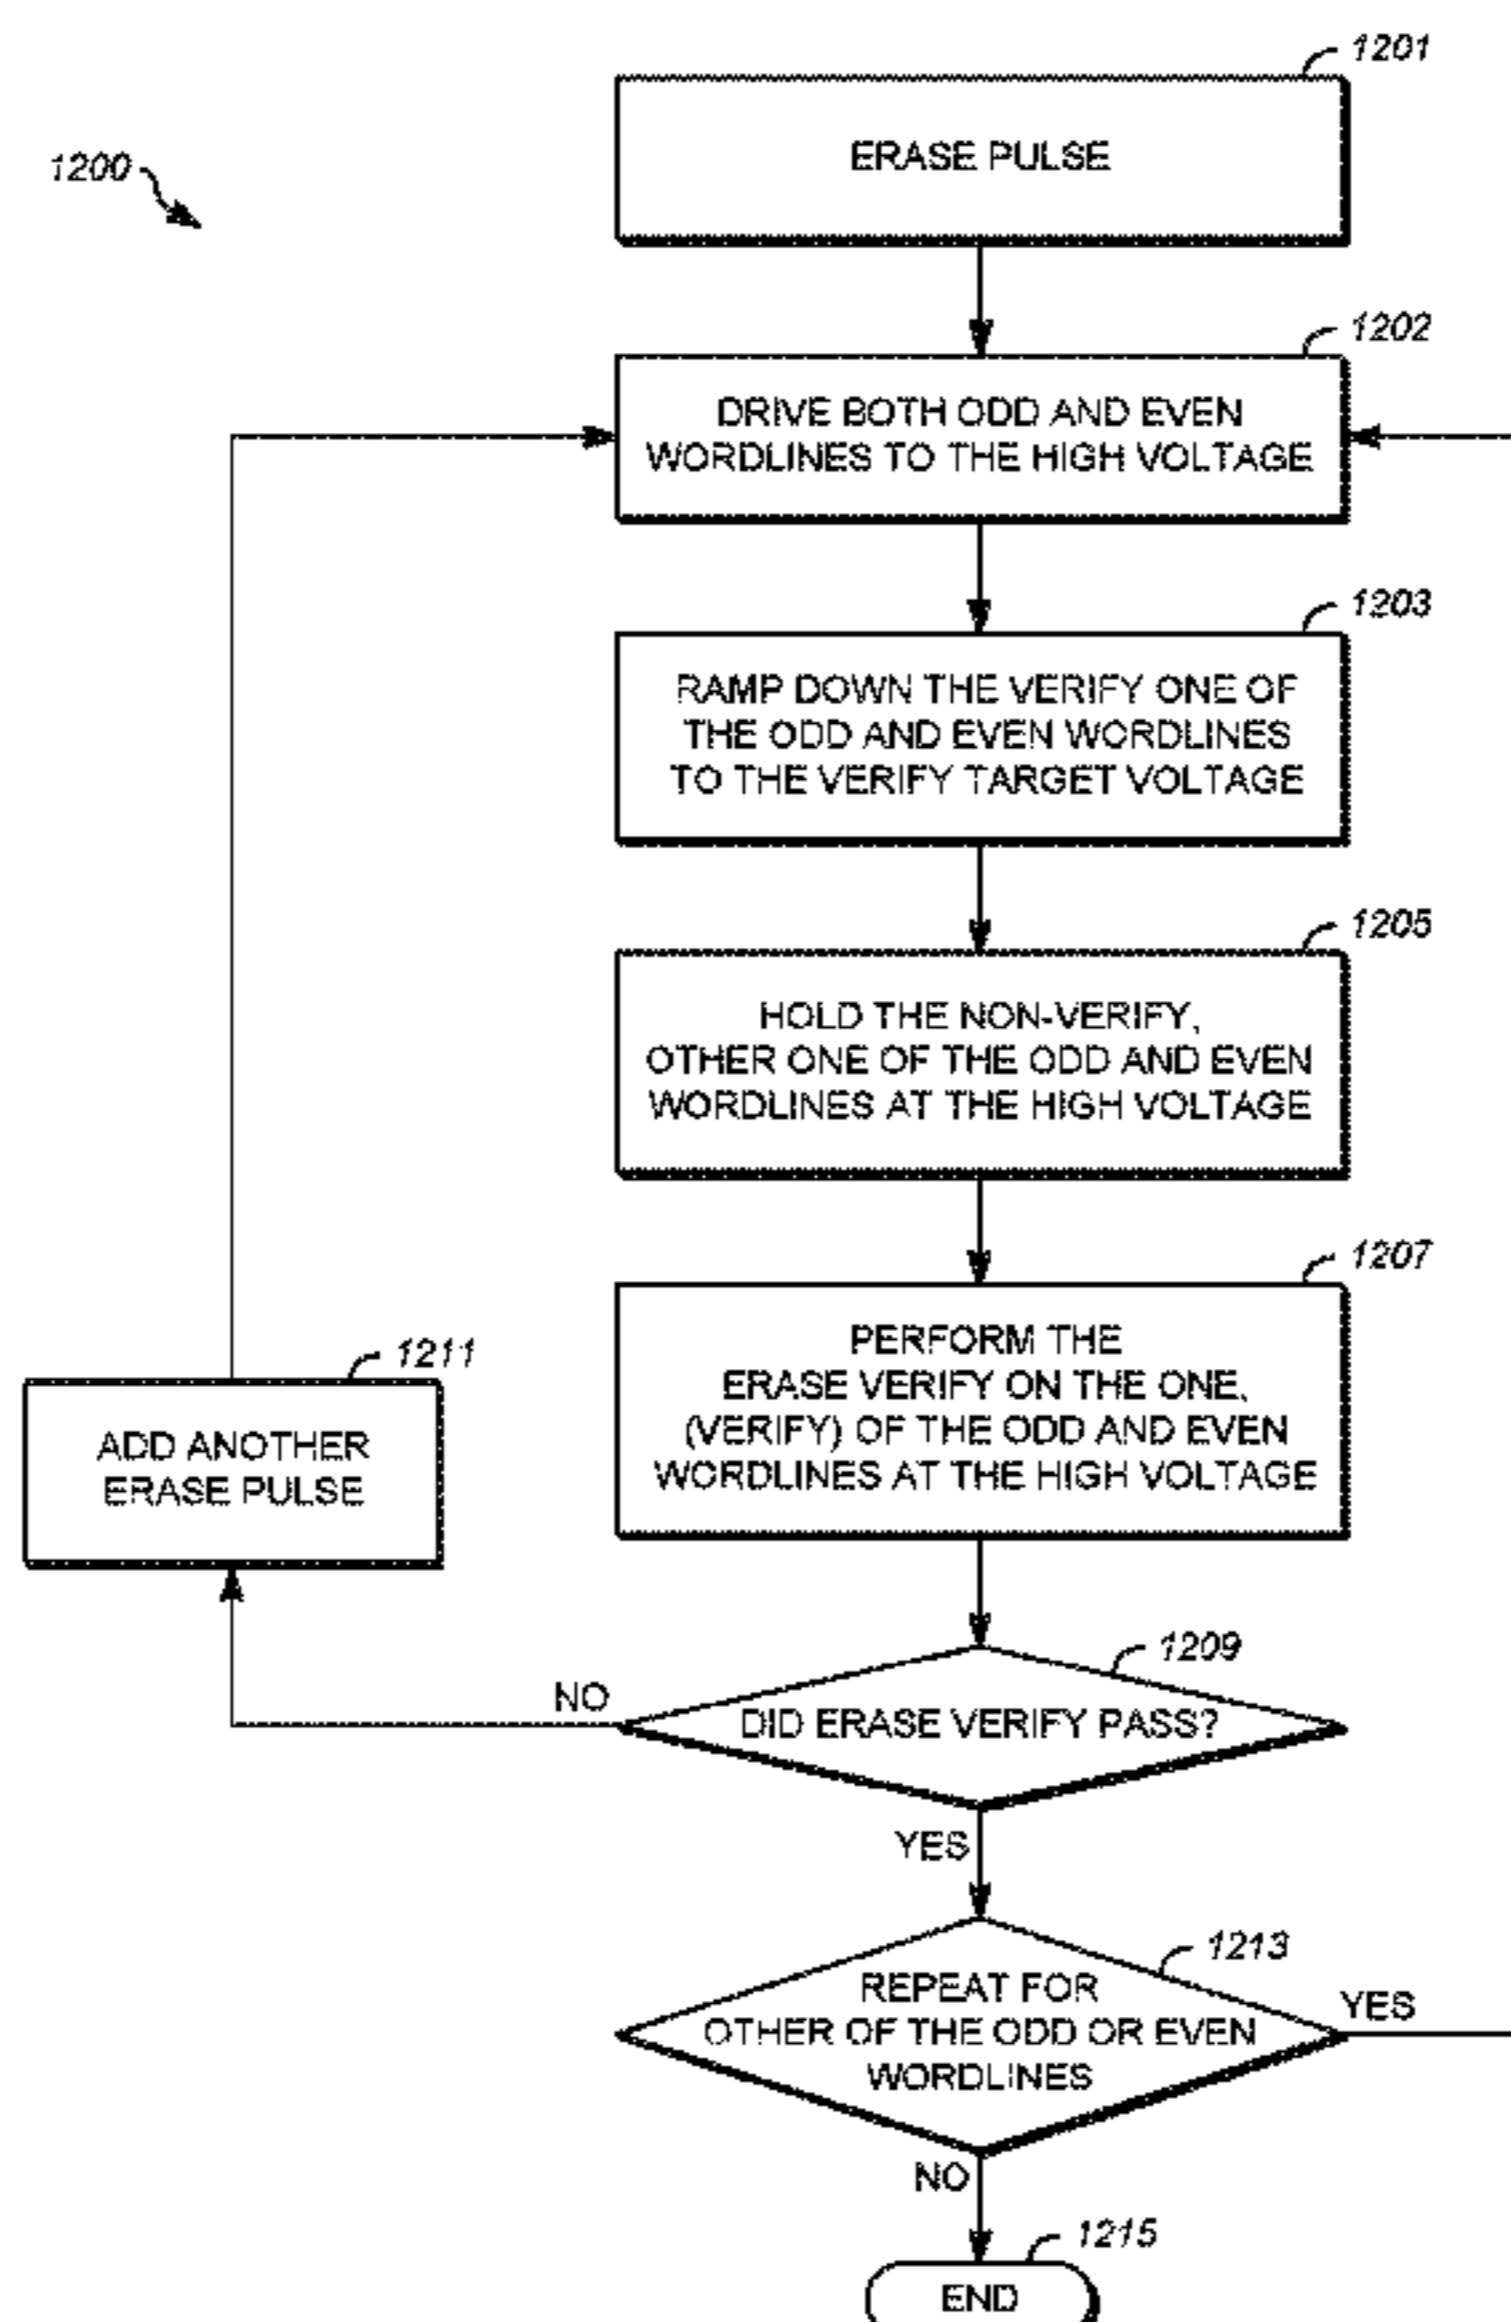 1200
1201
ERASE PULSE
1202
DRIVE BOTH ODD AND EVEN
WORDLINES TO THE HIGH VOLTAGE
1203
RAMP DOWN THE VERIFY ONE OF
THE ODD AND EVEN WORDLINES
TO THE VERIFY TARGET VOLTAGE
1205
HOLD THE NON-VERIFY,
OTHER ONE OF THE ODD AND EVEN
WORDLINES AT THE HIGH VOLTAGE
1207
PERFORM THE
ERASE VERIFY ON THE ONE,
(VERIFY) OF THE ODD AND EVEN
WORDLINES AT THE HIGH VOLTAGE
1211
ADD ANOTHER
ERASE PULSE
1209
NO
DID ERASE VERIFY PASS?
YES
1213
REPEAT FOR
OTHER OF THE ODD OR EVEN
WORDLINES
YES
NO
1215
END